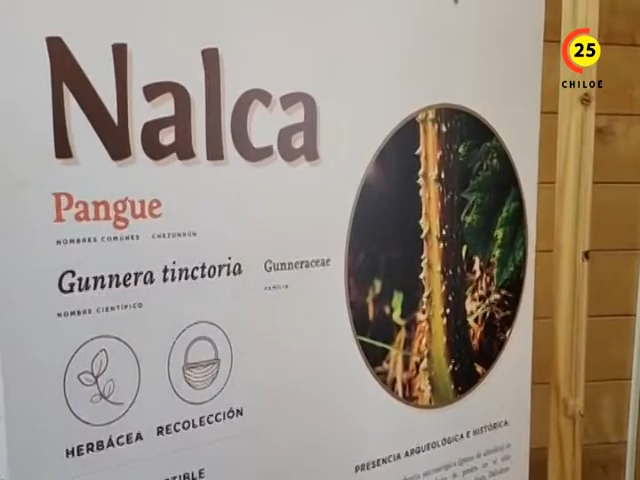 25
CHILOÉ
Nalca
Pangue
NOMBRES COMUNES - CHEZUNGUN
Gunnera tinctoria Gunneraceae
NOMBRE CIENTÍFICO FAMILIA
HERBÁCEA RECOLECCIÓN
PRESENCIA ARQUEOLÓGICA E HISTÓRICA: